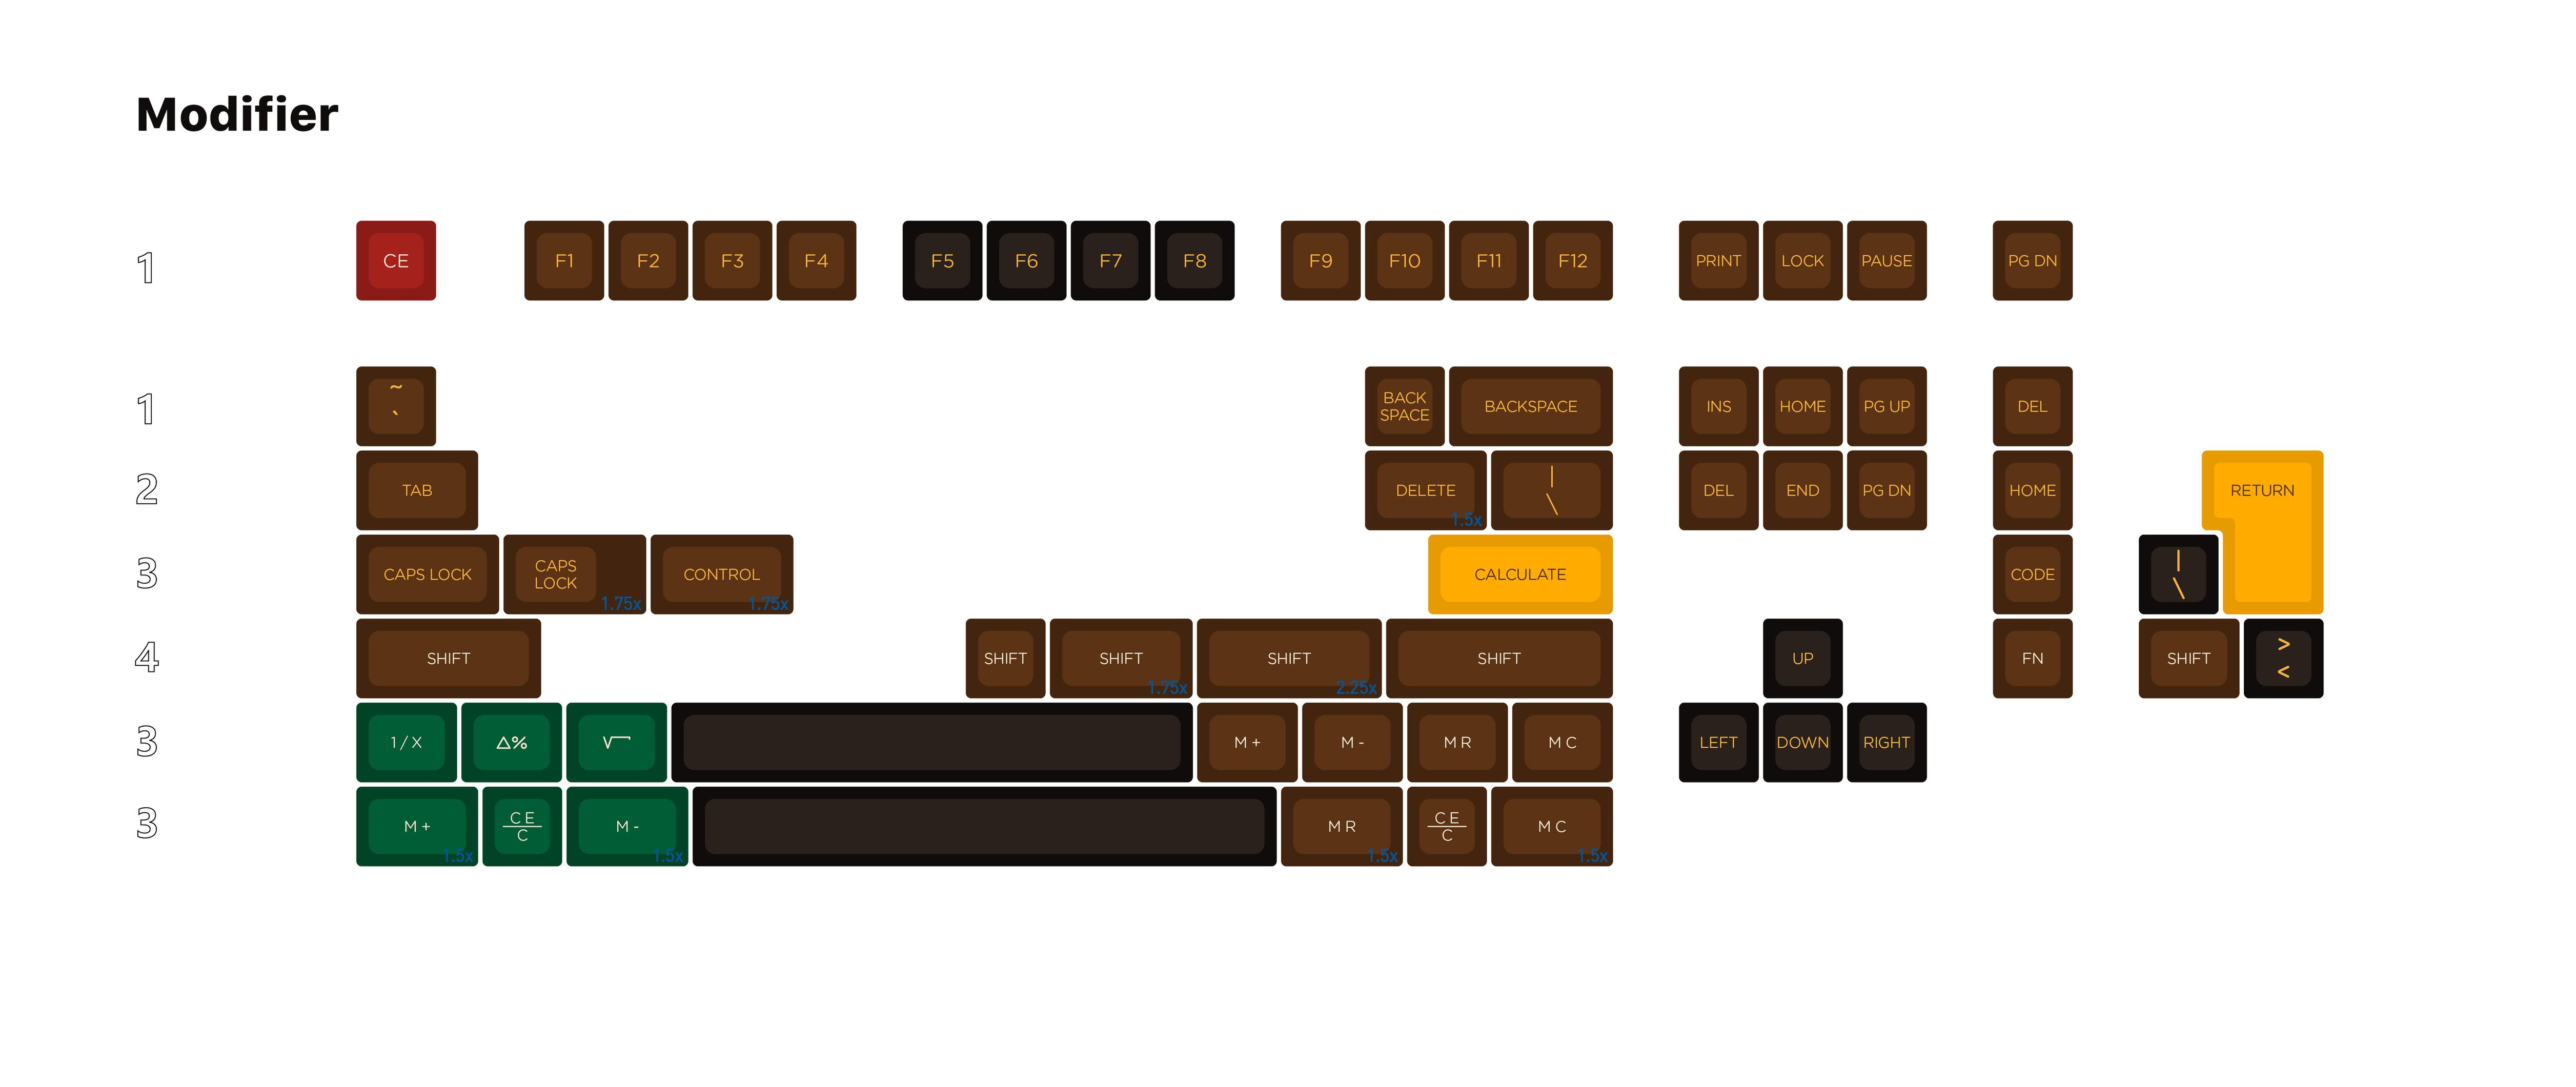 Modifier
1 CE F1 F2 F3 F4 F5 F6 F7 F8 F9 F10 F11 F12 PRINT LOCK PAUSE PG DN
1 ~ ` BACK SPACE BACKSPACE INS HOME PG UP DEL
2 TAB DELETE 1.5x | \ DEL END PG DN HOME RETURN
3 CAPS LOCK CAPS LOCK 1.75x CONTROL 1.75x CALCULATE CODE | \
4 SHIFT SHIFT SHIFT 1.75x SHIFT 2.25x SHIFT UP FN SHIFT > <
3 1 / X Δ% √ M + M - M R M C LEFT DOWN RIGHT
3 M + 1.5x C E C M - 1.5x M R 1.5x C E C M C 1.5x